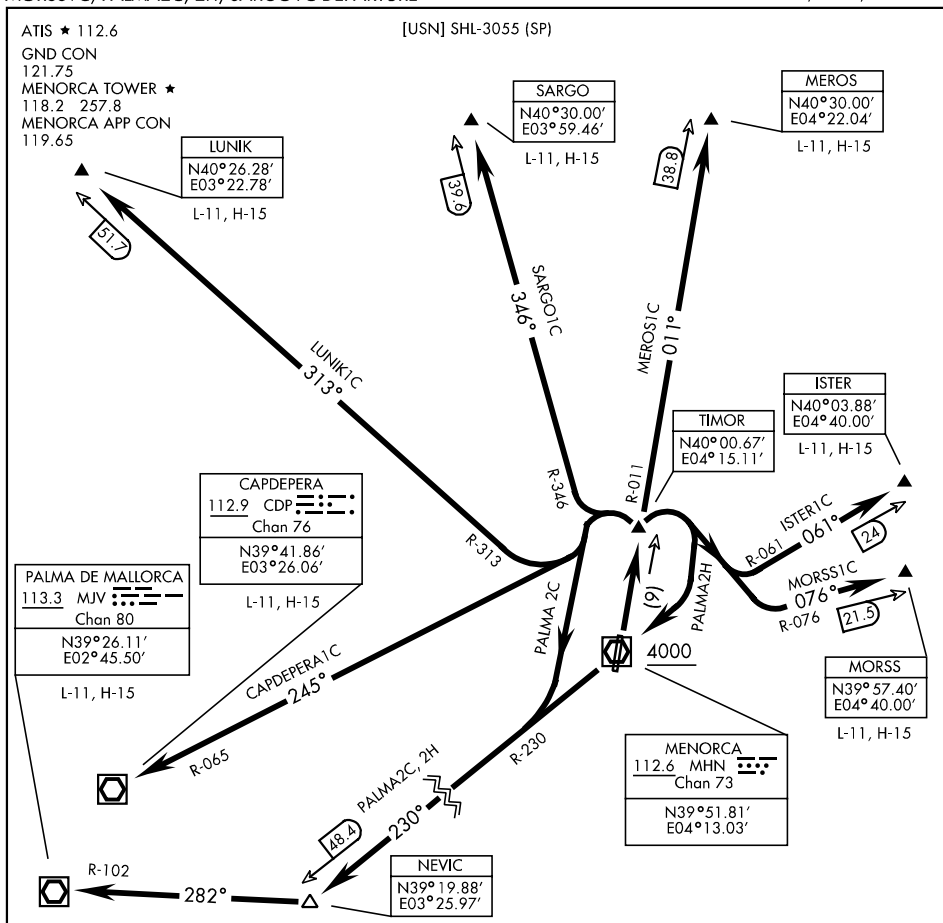 [USN] SHL-3055 (SP)
ATIS ★ 112.6
GND CON
121.75
MENORCA TOWER ★
118.2 257.8
MENORCA APP CON
119.65
LUNIK
N40°26.28′
E03°22.78′
L-11, H-15
SARGO
N40°30.00′
E03°59.46′
L-11, H-15
MEROS
N40°30.00′
E04°22.04′
L-11, H-15
51.7
39.6
38.8
LUNIK1C
313°
SARGO1C
346°
MEROS1C
011°
TIMOR
N40°00.67′
E04°15.11′
ISTER
N40°03.88′
E04°40.00′
L-11, H-15
R-346
R-011
R-313
R-061
ISTER1C
061°
24
MORSS1C
076°
R-076
21.5
MORSS
N39°57.40′
E04°40.00′
L-11, H-15
CAPDEPERA
112.9 CDP
Chan 76
N39°41.86′
E03°26.06′
L-11, H-15
PALMA DE MALLORCA
113.3 MJV
Chan 80
N39°26.11′
E02°45.50′
L-11, H-15
PALMA 2C
(9)
PALMA2H
4000
CAPDEPERA1C
245°
R-065
R-230
MENORCA
112.6 MHN
Chan 73
N39°51.81′
E04°13.03′
PALMA2C, 2H
230°
48.4
R-102
282°
NEVIC
N39°19.88′
E03°25.97′